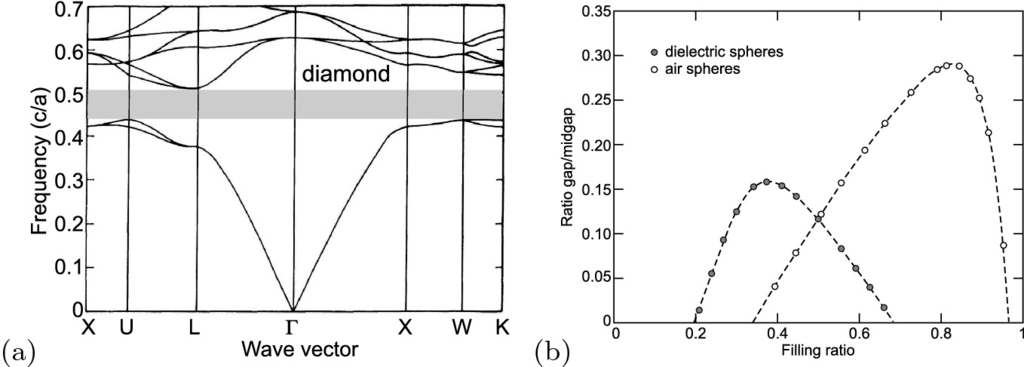 0.7
0.6
0.5
0.4
0.3
0.2
0.1
0
Frequency (c/a)
diamond
X U L Γ X W K
Wave vector
(a)
0.35
0.30
0.25
0.20
0.15
0.10
0.05
0
Ratio gap/midgap
dielectric spheres
air spheres
0 0.2 0.4 0.6 0.8 1
Filling ratio
(b)